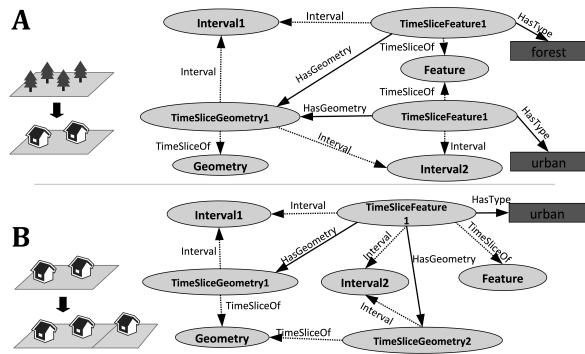 A
Interval1
Interval
TimeSliceFeature1
HasType
forest
TimeSliceOf
Interval
HasGeometry
Feature
TimeSliceOf
TimeSliceGeometry1
HasGeometry
TimeSliceFeature1
HasType
TimeSliceOf
Interval
Interval
Geometry
Interval2
urban
B
Interval1
Interval
TimeSliceFeature
1
HasType
urban
Interval
HasGeometry
Interval
TimeSliceOf
HasGeometry
TimeSliceGeometry1
Interval2
Feature
TimeSliceOf
Interval
Geometry
TimeSliceOf
TimeSliceGeometry2